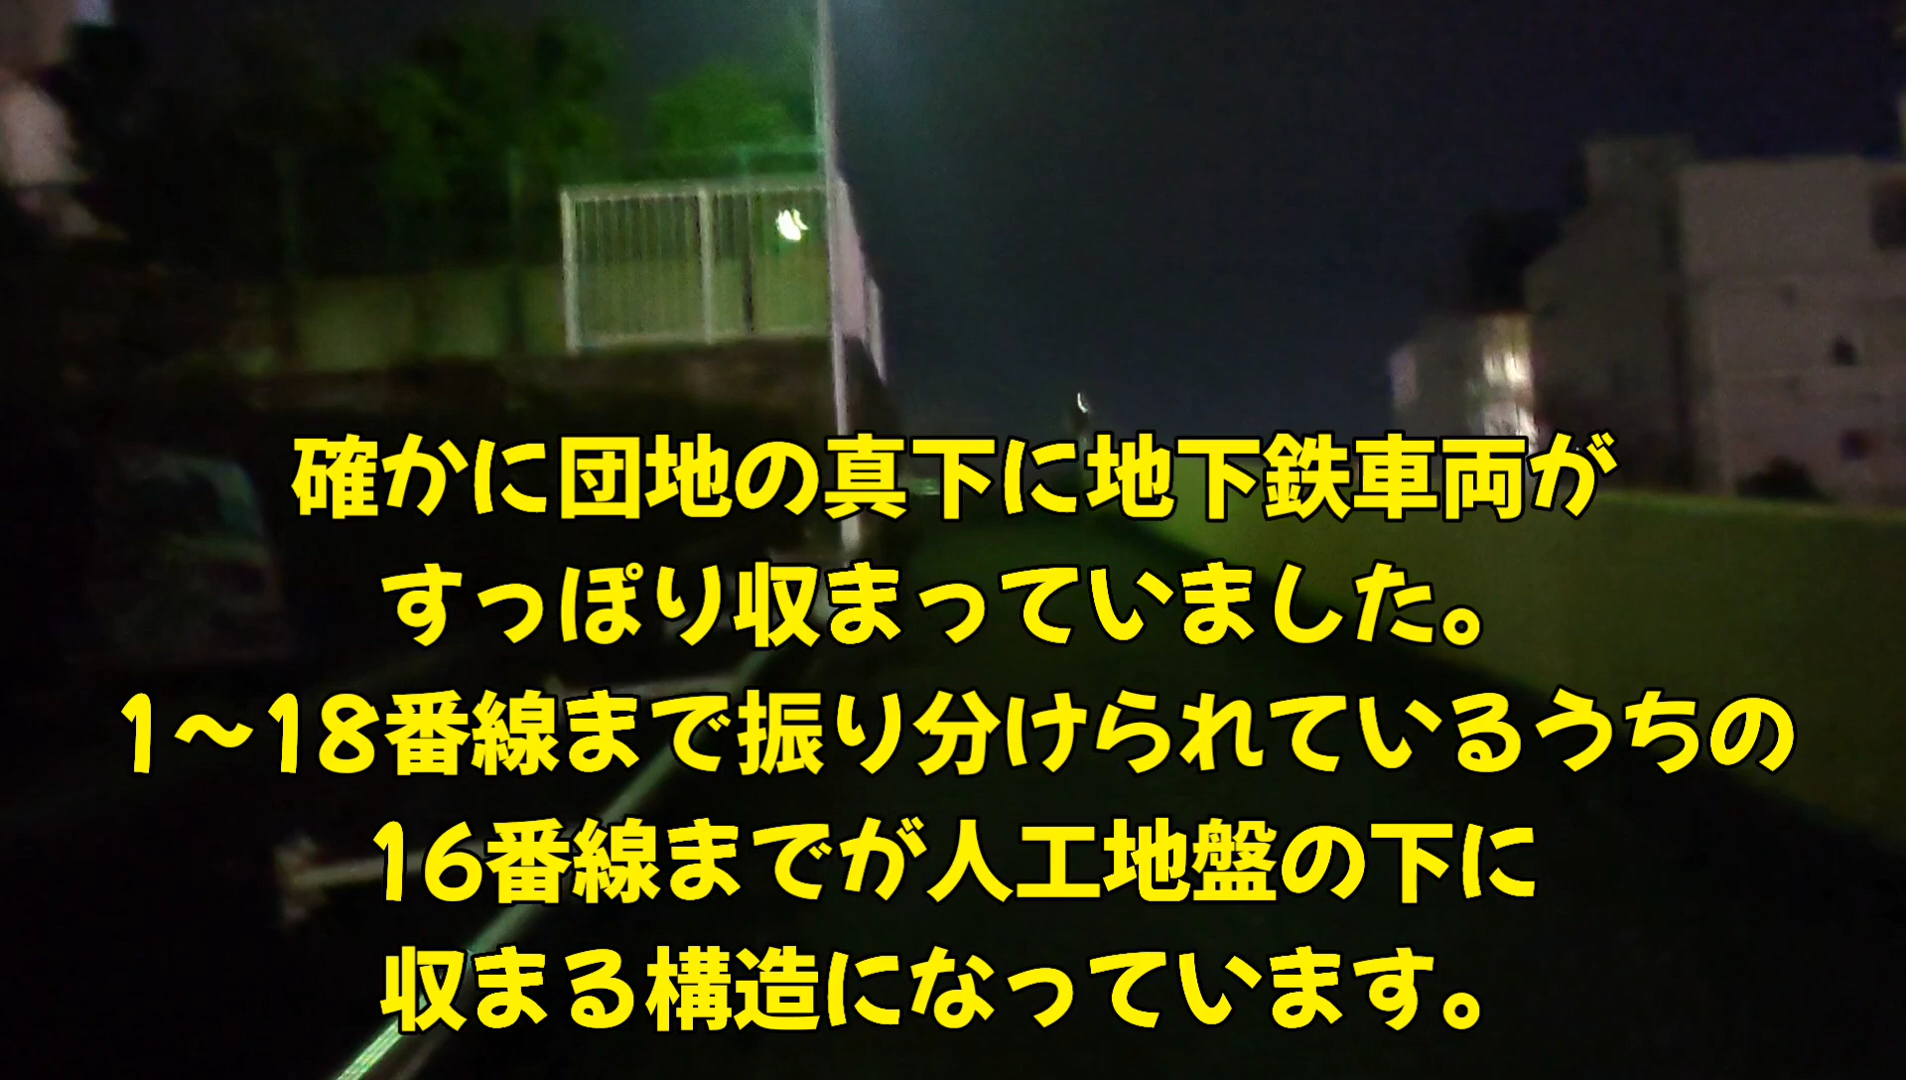 確かに団地の真下に地下鉄車両が
すっぽり収まっていました。
1〜18番線まで振り分けられているうちの
16番線までが人工地盤の下に
収まる構造になっています。